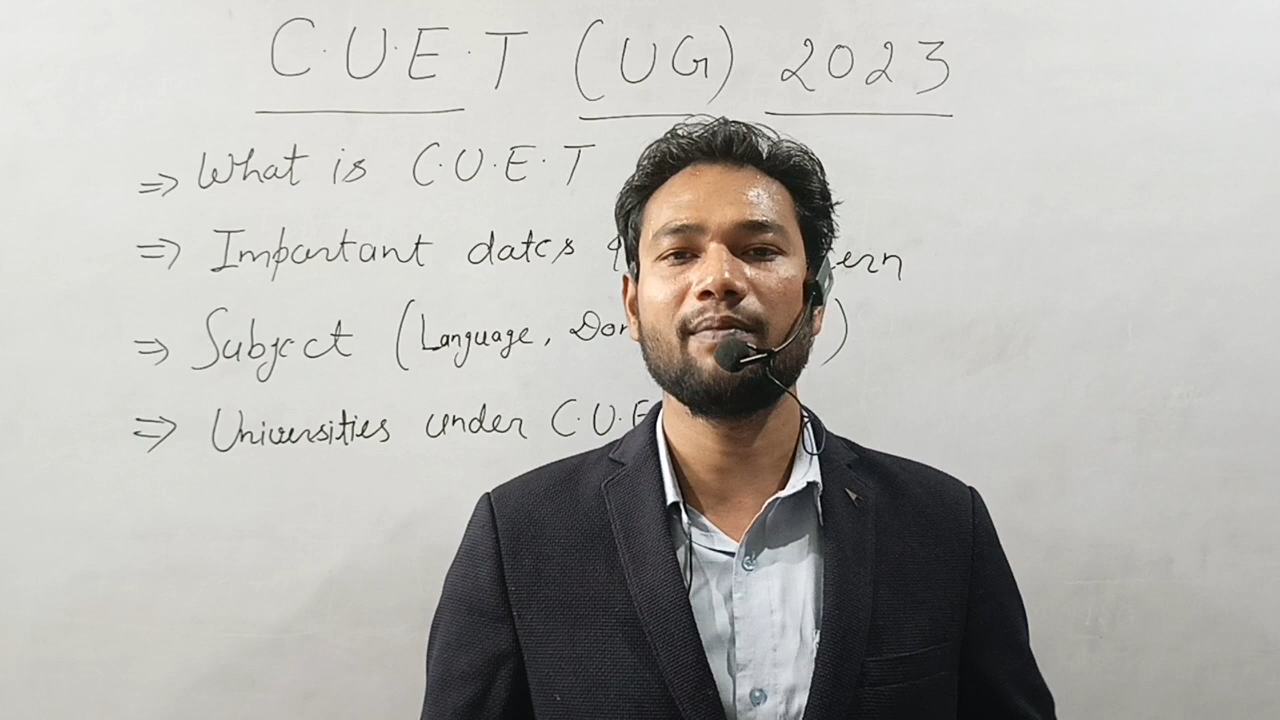 C.U.E.T (UG) 2023
⇒ What is C.U.E.T
⇒ Important dates
⇒ Subject (Language, )
⇒ Universities under C.U.E